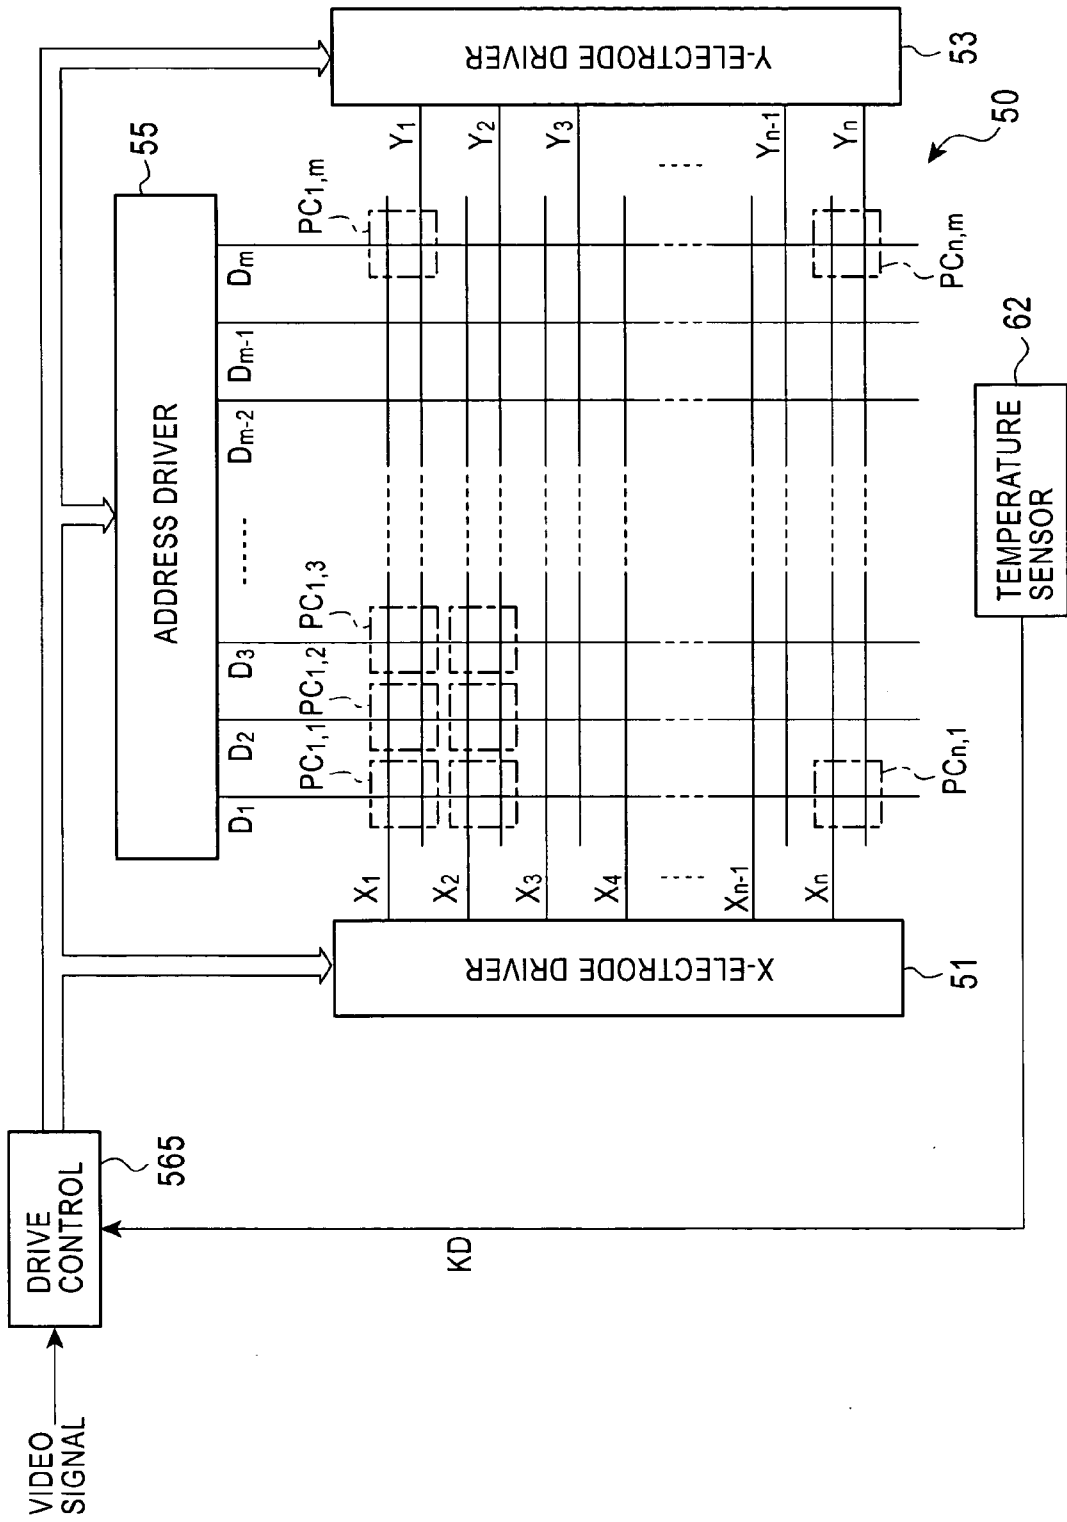 VIDEO
SIGNAL
DRIVE
CONTROL
565
KD
ADDRESS DRIVER
55
D1
D2
D3
......
Dm-2
Dm-1
Dm
PC1,1
PC1,2
PC1,3
PC1,m
X-ELECTRODE DRIVER
51
X1
X2
X3
X4
.....
Xn-1
Xn
Y-ELECTRODE DRIVER
53
Y1
Y2
Y3
.....
Yn-1
Yn
PCn,1
PCn,m
50
TEMPERATURE
SENSOR
62